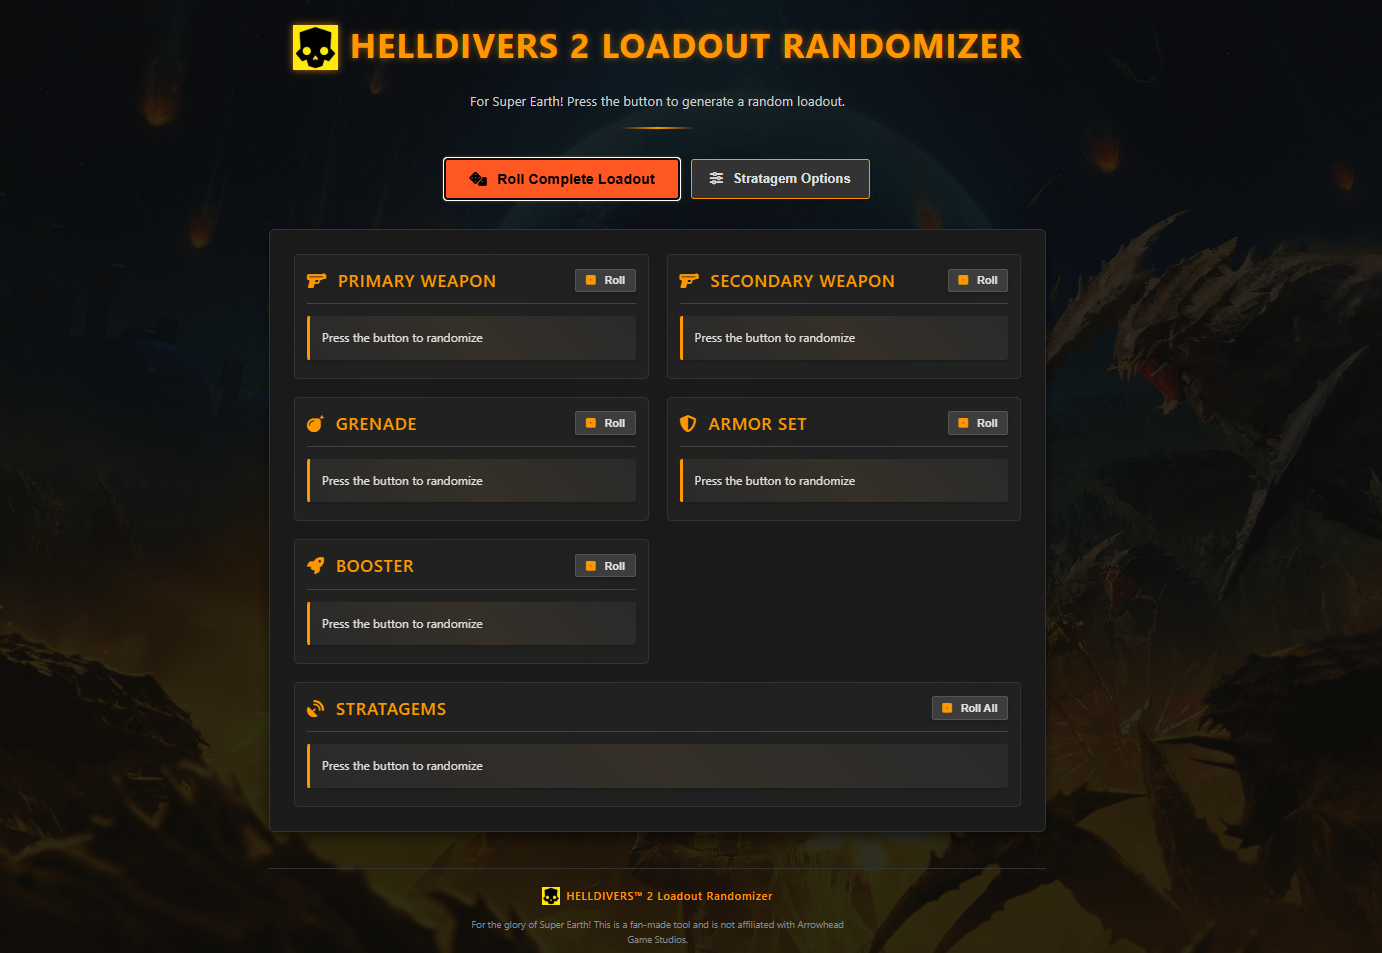 HELLDIVERS 2 LOADOUT RANDOMIZER
For Super Earth! Press the button to generate a random loadout.
Roll Complete Loadout
Stratagem Options
PRIMARY WEAPON
Roll
Press the button to randomize
SECONDARY WEAPON
Roll
Press the button to randomize
GRENADE
Roll
Press the button to randomize
ARMOR SET
Roll
Press the button to randomize
BOOSTER
Roll
Press the button to randomize
STRATAGEMS
Roll All
Press the button to randomize
HELLDIVERS™ 2 Loadout Randomizer
For the glory of Super Earth! This is a fan-made tool and is not affiliated with Arrowhead
Game Studios.